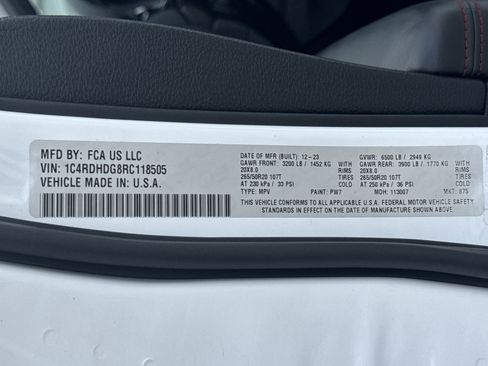 MFD BY: FCA US LLC
VIN: 1C4RDHDG8RC118505
VEHICLE MADE IN: U.S.A.
DATE MFR (BUILT): 12-23 GVWR: 6500 LB / 2949 KG
GAWR FRONT: 3200 LB / 1452 KG WITH GAWR REAR: 3900 LB / 1770 KG WITH
20X8.0 RIMS 20X8.0 RIMS
265/50R20 107T TIRES 265/50R20 107T TIRES
AT 230 kPa / 33 PSI COLD AT 250 kPa / 36 PSI COLD
TYPE: MPV PAINT: PW7 MDH: 113007 MKT: 875
THIS VEHICLE CONFORMS TO ALL APPLICABLE U.S.A. FEDERAL MOTOR VEHICLE SAFETY
STANDARDS IN EFFECT ON THE DATE OF MANUFACTURE SHOWN ABOVE.